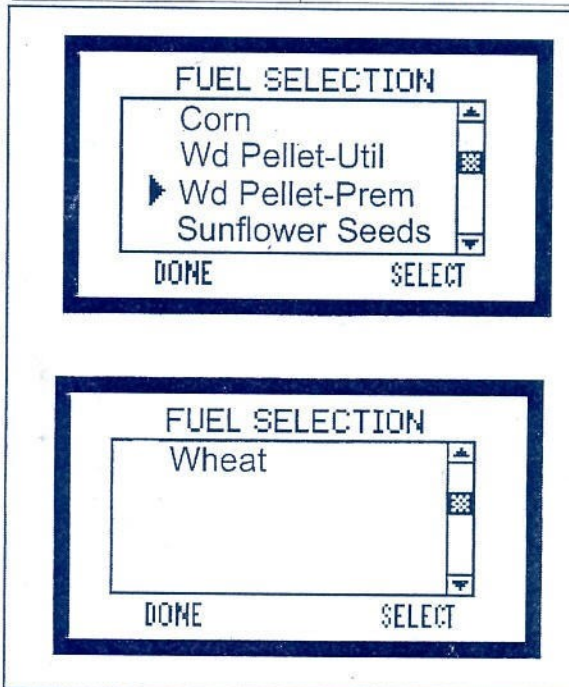 FUEL SELECTION
Corn
Wd Pellet-Util
Wd Pellet-Prem
Sunflower Seeds
DONE SELECT
FUEL SELECTION
Wheat
DONE SELECT